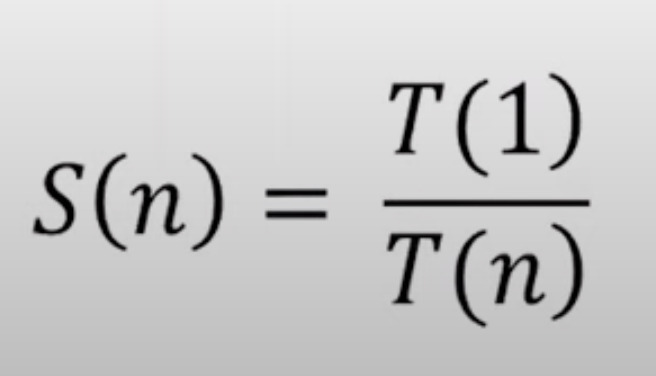 S(n) = T(1) / T(n)